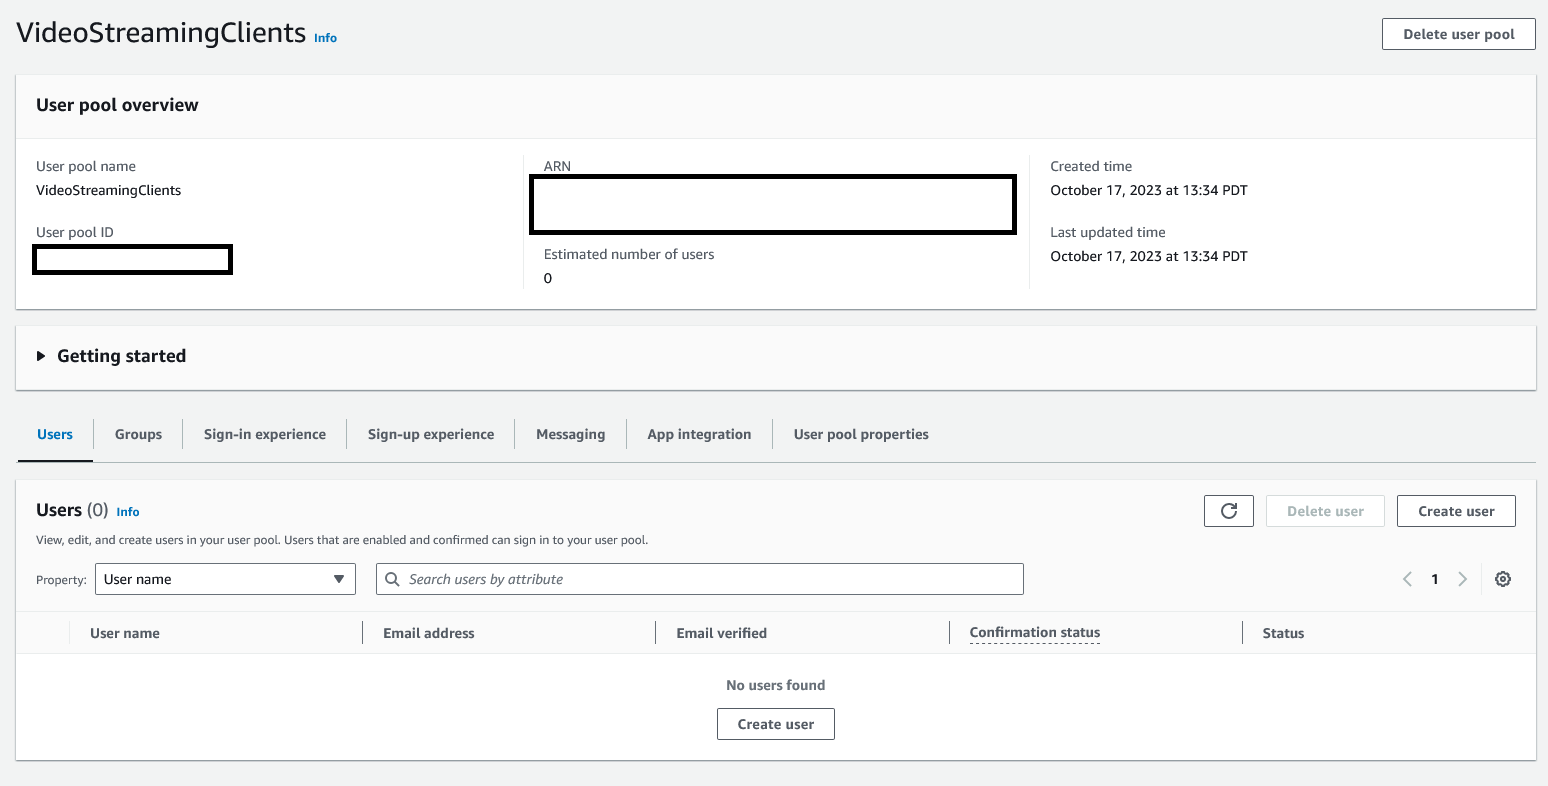 VideoStreamingClients Info
Delete user pool
User pool overview
User pool name
VideoStreamingClients
User pool ID
ARN
Estimated number of users
0
Created time
October 17, 2023 at 13:34 PDT
Last updated time
October 17, 2023 at 13:34 PDT
Getting started
Users Groups Sign-in experience Sign-up experience Messaging App integration User pool properties
Users (0) Info
Delete user Create user
View, edit, and create users in your user pool. Users that are enabled and confirmed can sign in to your user pool.
Property: User name Search users by attribute 1
User name Email address Email verified Confirmation status Status
No users found
Create user